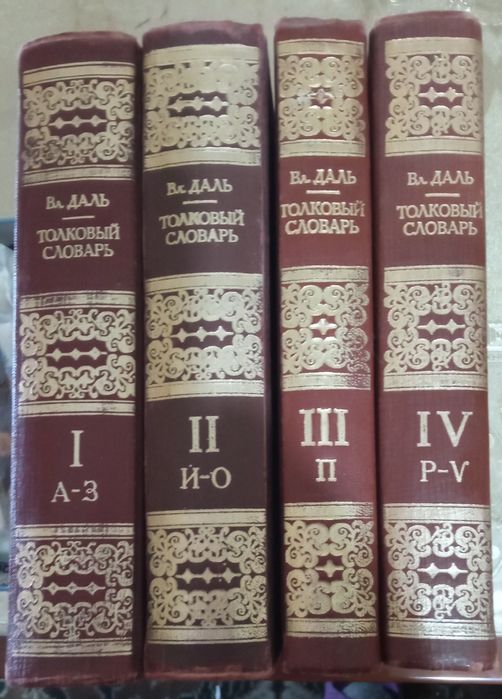 Вл. ДАЛЬ
ТОЛКОВЫЙ
СЛОВАРЬ
I
А-З
Вл. ДАЛЬ
ТОЛКОВЫЙ
СЛОВАРЬ
II
И-О
Вл. ДАЛЬ
ТОЛКОВЫЙ
СЛОВАРЬ
III
П
Вл. ДАЛЬ
ТОЛКОВЫЙ
СЛОВАРЬ
IV
Р-Ѵ